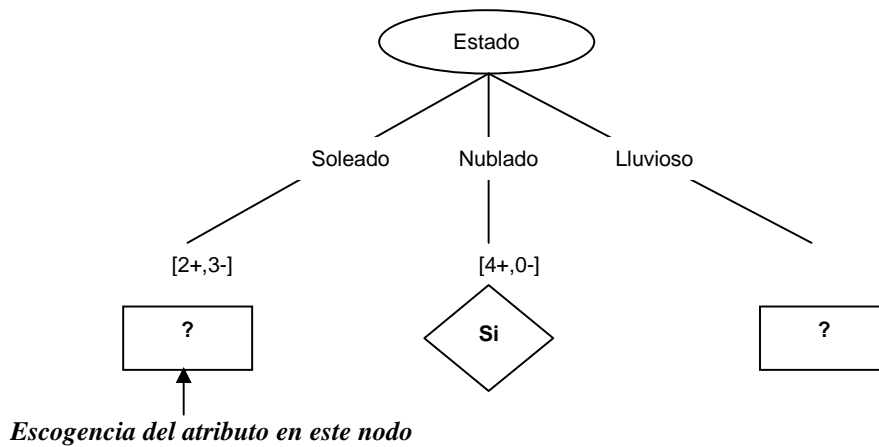 Estado
Soleado Nublado Lluvioso
[2+,3-] [4+,0-]
? Si ?
Escogencia del atributo en este nodo